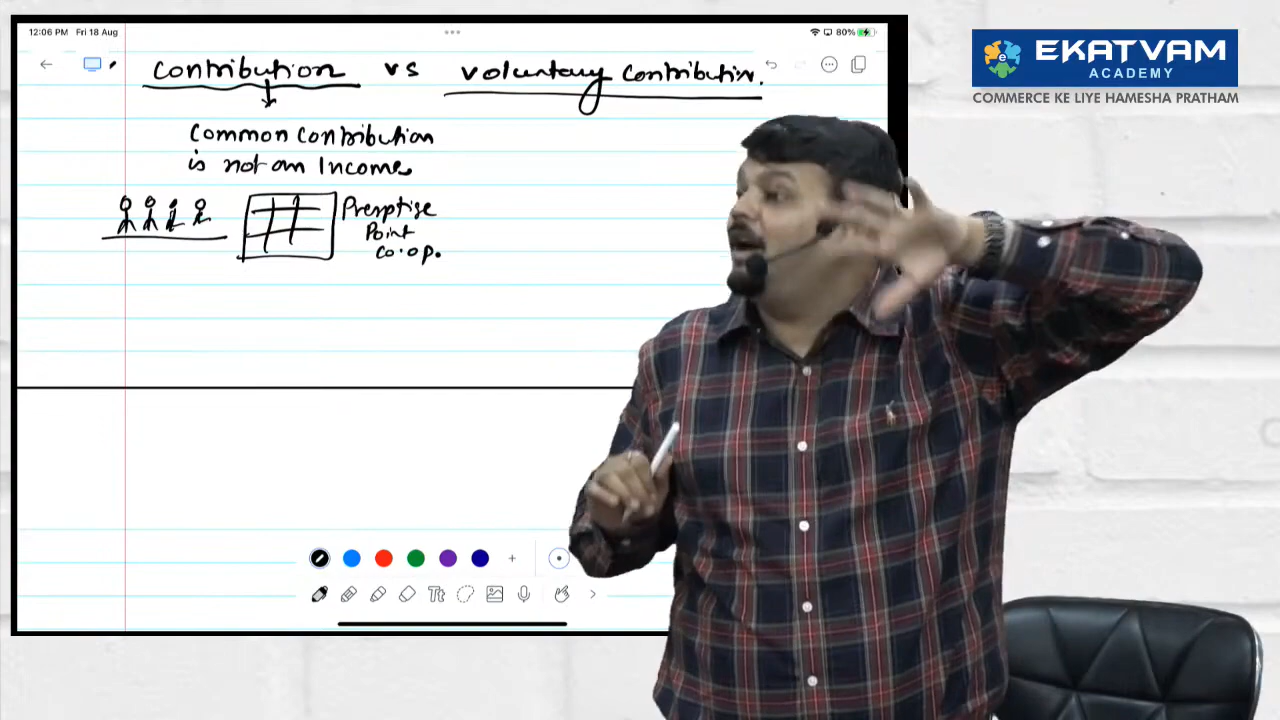 12:06 PM Fri 18 Aug
80%
Contribution vs voluntary contribution.
Common Contribution
is not an Income
Point
co.op.
Tt
EKATVAM
ACADEMY
COMMERCE KE LIYE HAMESHA PRATHAM